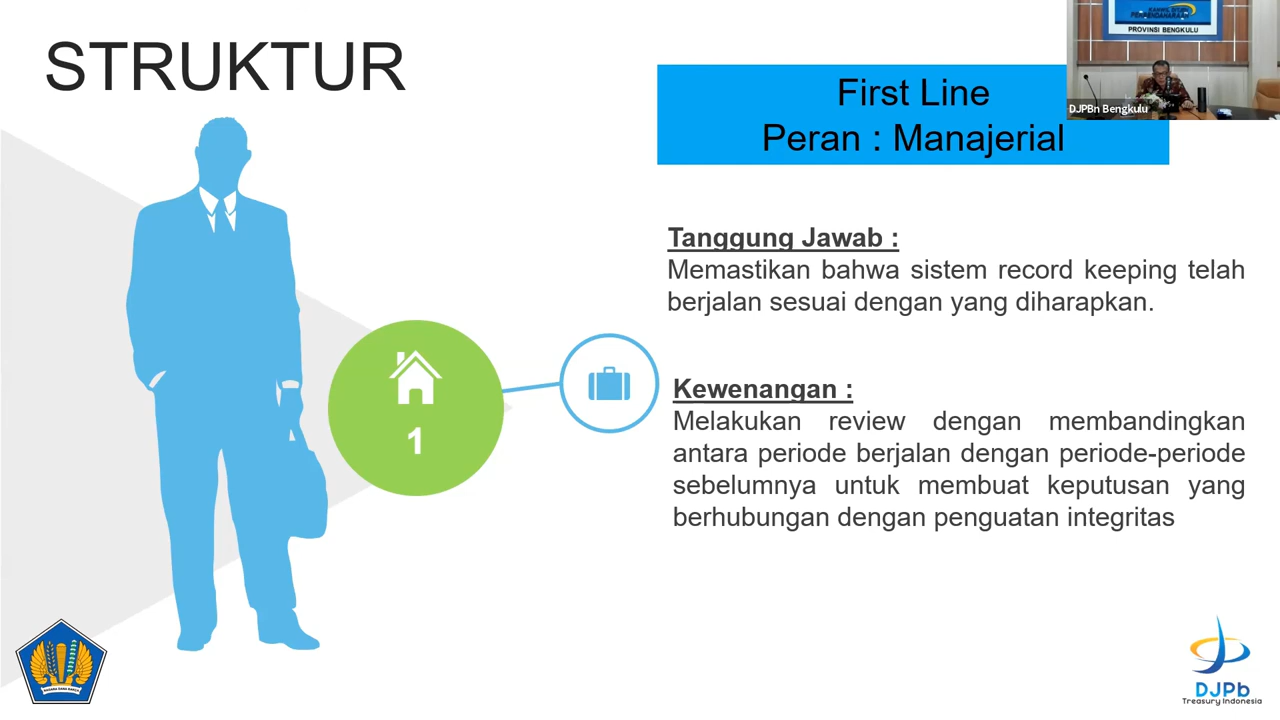 STRUKTUR
First Line
Peran : Manajerial
PROVINSI BENGKULU
DJPBn Bengkulu
Tanggung Jawab :
Memastikan bahwa sistem record keeping telah
berjalan sesuai dengan yang diharapkan.
1
Kewenangan :
Melakukan review dengan membandingkan
antara periode berjalan dengan periode-periode
sebelumnya untuk membuat keputusan yang
berhubungan dengan penguatan integritas
DJPb
Treasury Indonesia